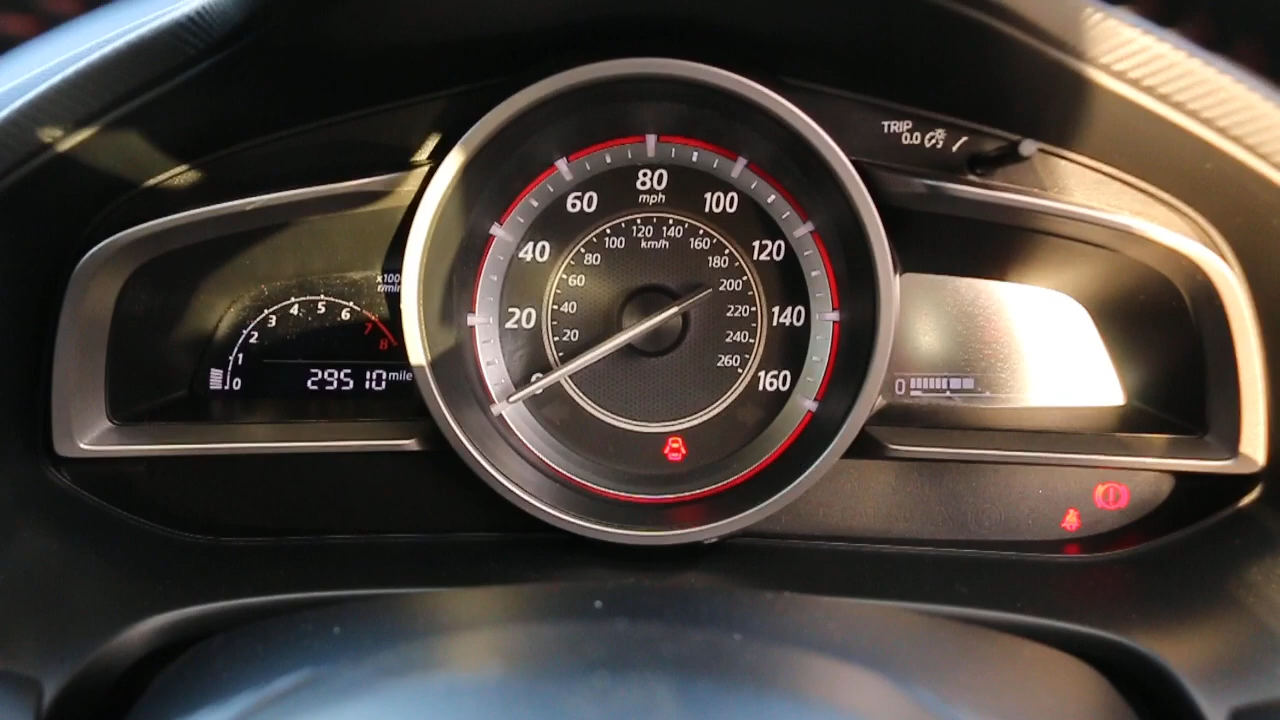 TRIP
0.0
x1000
r/min
0 1 2 3 4 5 6 7 8
29510 mile
0 20 40 60 80 100 120 140 160
mph
20 40 60 80 100 120 140 160 180 200 220 240 260
km/h
0